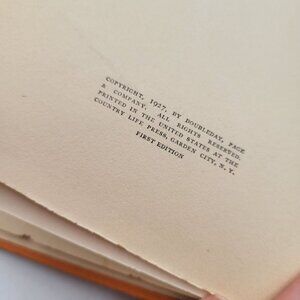 COPYRIGHT, 1927, BY DOUBLEDAY, PAGE
& COMPANY. ALL RIGHTS RESERVED.
PRINTED IN THE UNITED STATES AT THE
COUNTRY LIFE PRESS, GARDEN CITY, N. Y.
FIRST EDITION